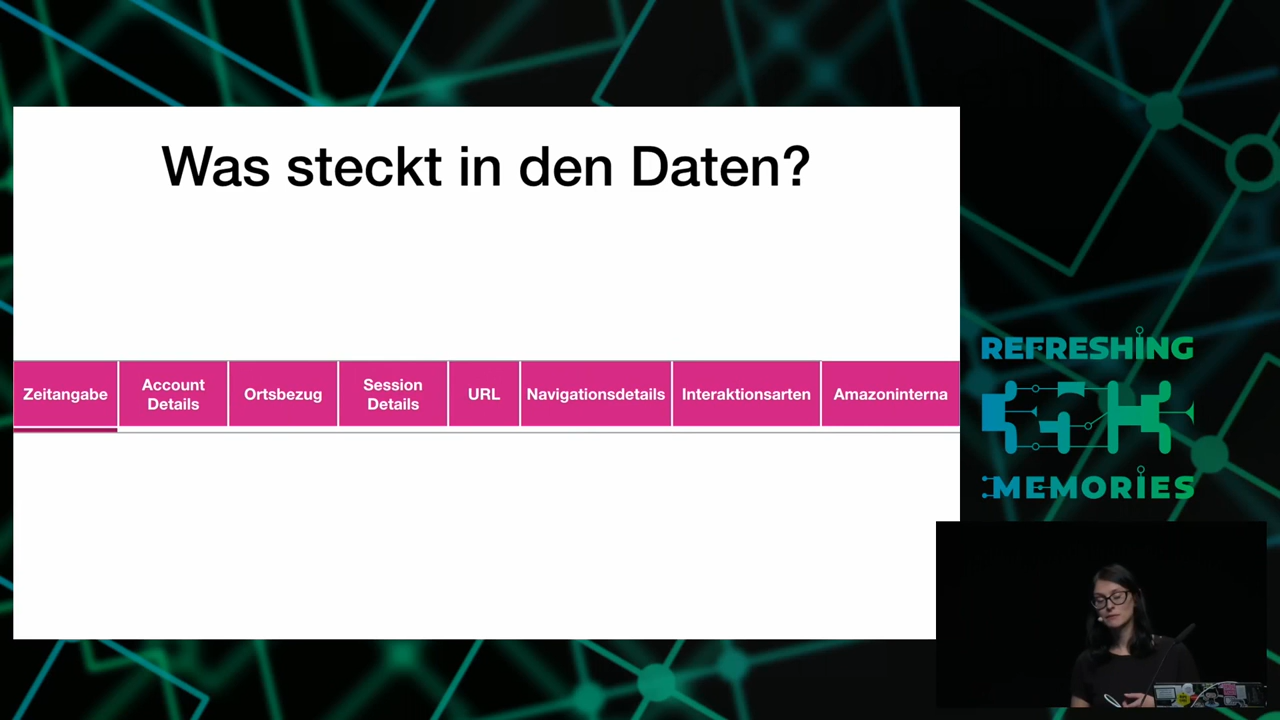 Was steckt in den Daten?
Zeitangabe
Account
Details
Ortsbezug
Session
Details
URL
Navigationsdetails
Interaktionsarten
Amazoninterna
REFRESHING
MEMORIES